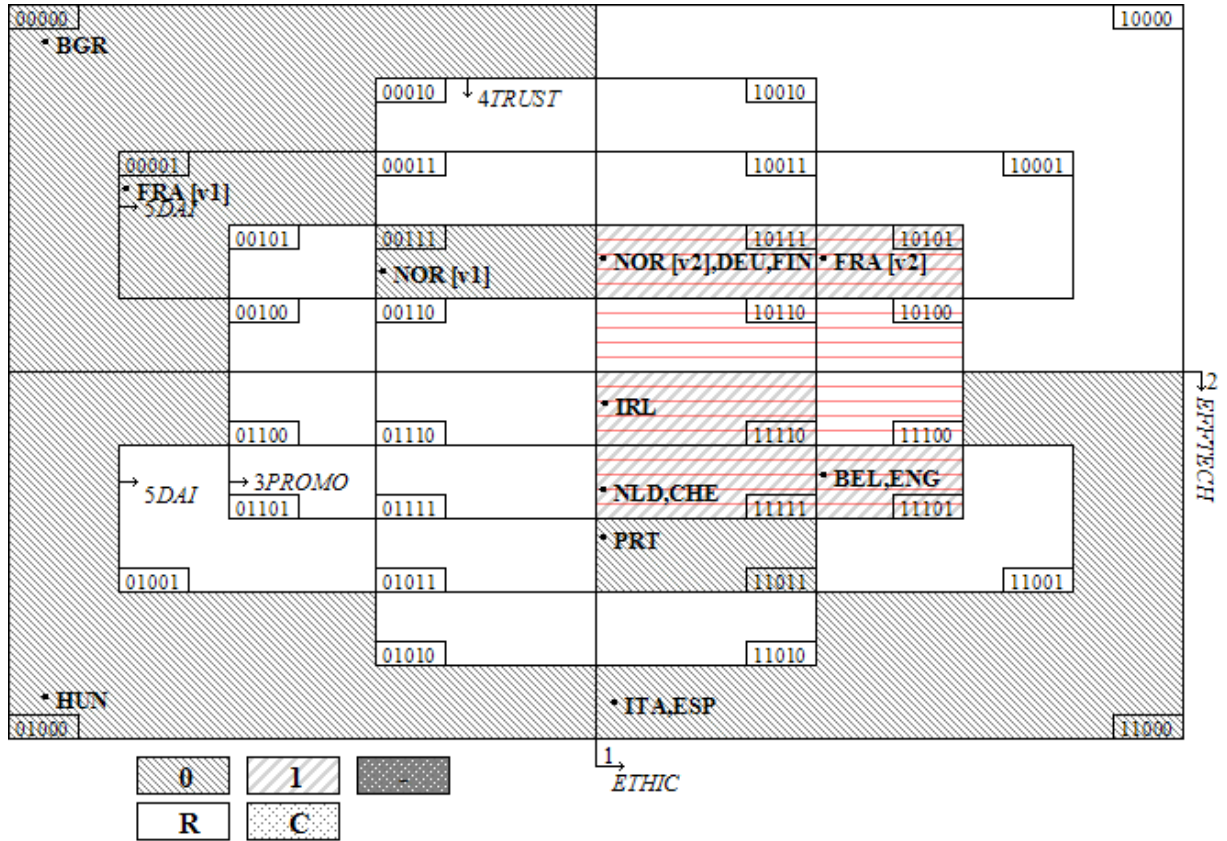 00000 10000
BGR
00010 4TRUST 10010
00001 00011 10011 10001
FRA [v1]
5DAI
00101 00111 10111 10101
NOR [v1] NOR [v2],DEU,FIN FRA [v2]
00100 00110 10110 10100
2
EFFTECH
IRL
01100 01110 11110 11100
5DAI 3PROMO NLD,CHE BEL,ENG
01101 01111 11111 11101
PRT
01001 01011 11011 11001
01010 11010
HUN ITA,ESP
01000 11000
1
ETHIC
0 1 -
R C